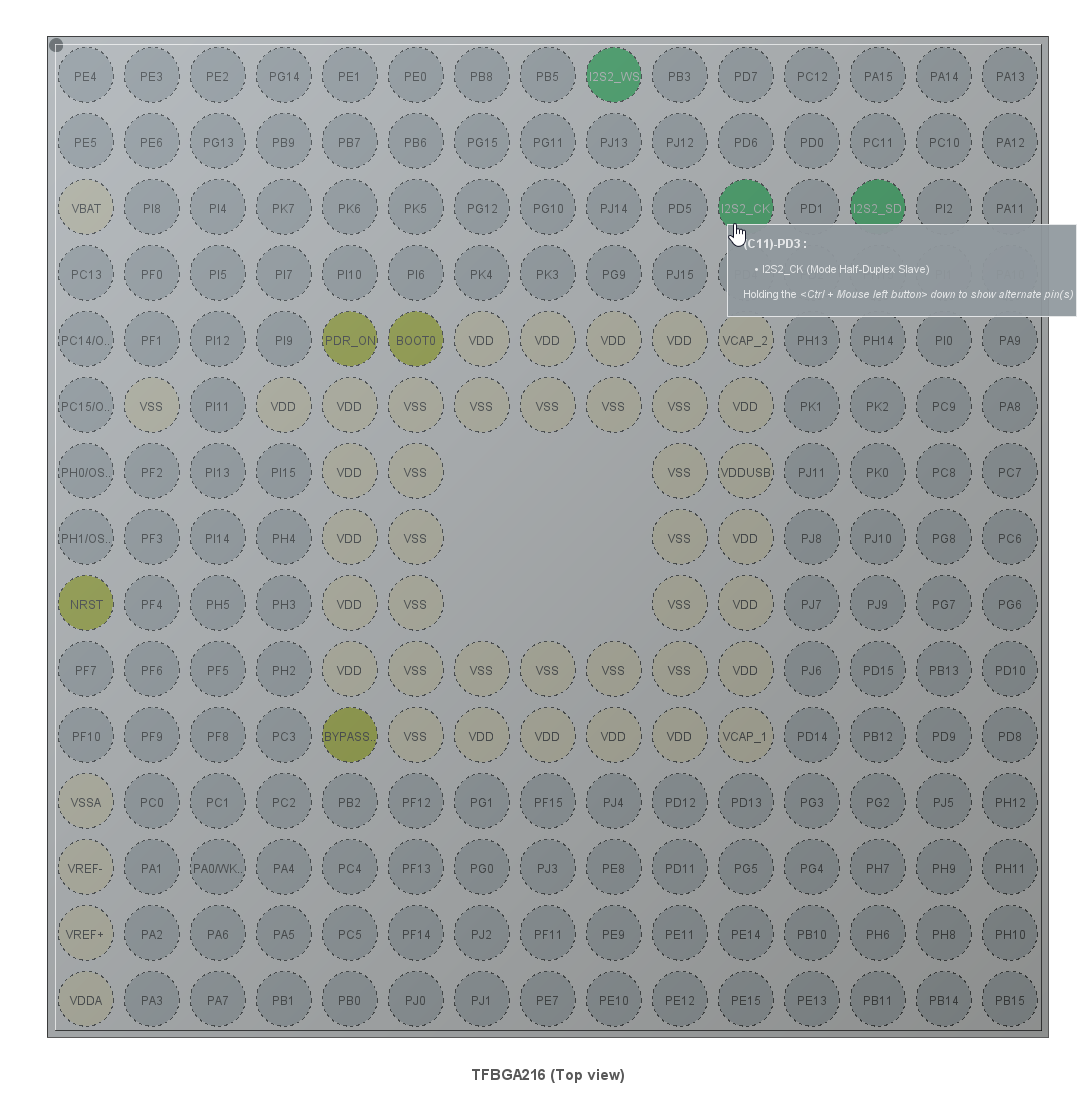 PE4 PE3 PE2 PG14 PE1 PE0 PB8 PB5 I2S2_WS PB3 PD7 PC12 PA15 PA14 PA13
PE5 PE6 PG13 PB9 PB7 PB6 PG15 PG11 PJ13 PJ12 PD6 PD0 PC11 PC10 PA12
VBAT PI8 PI4 PK7 PK6 PK5 PG12 PG10 PJ14 PD5 I2S2_CK PD1 I2S2_SD PI2 PA11
(C11)-PD3 :
• I2S2_CK (Mode Half-Duplex Slave)
Holding the <Ctrl + Mouse left button> down to show alternate pin(s)
PC13 PF0 PI5 PI7 PI10 PI6 PK4 PK3 PG9 PJ15
PC14/O.. PF1 PI12 PI9 PDR_ON BOOT0 VDD VDD VDD VDD VCAP_2 PH13 PH14 PI0 PA9
PC15/O.. VSS PI11 VDD VDD VSS VSS VSS VSS VSS VDD PK1 PK2 PC9 PA8
PH0/OS.. PF2 PI13 PI15 VDD VSS VSS VDDUSB PJ11 PK0 PC8 PC7
PH1/OS.. PF3 PI14 PH4 VDD VSS VSS VDD PJ8 PJ10 PG8 PC6
NRST PF4 PH5 PH3 VDD VSS VSS VDD PJ7 PJ9 PG7 PG6
PF7 PF6 PF5 PH2 VDD VSS VSS VSS VSS VSS VDD PJ6 PD15 PB13 PD10
PF10 PF9 PF8 PC3 BYPASS.. VSS VDD VDD VDD VDD VCAP_1 PD14 PB12 PD9 PD8
VSSA PC0 PC1 PC2 PB2 PF12 PG1 PF15 PJ4 PD12 PD13 PG3 PG2 PJ5 PH12
VREF- PA1 PA0/WK.. PA4 PC4 PF13 PG0 PJ3 PE8 PD11 PG5 PG4 PH7 PH9 PH11
VREF+ PA2 PA6 PA5 PC5 PF14 PJ2 PF11 PE9 PE11 PE14 PB10 PH6 PH8 PH10
VDDA PA3 PA7 PB1 PB0 PJ0 PJ1 PE7 PE10 PE12 PE15 PE13 PB11 PB14 PB15
TFBGA216 (Top view)